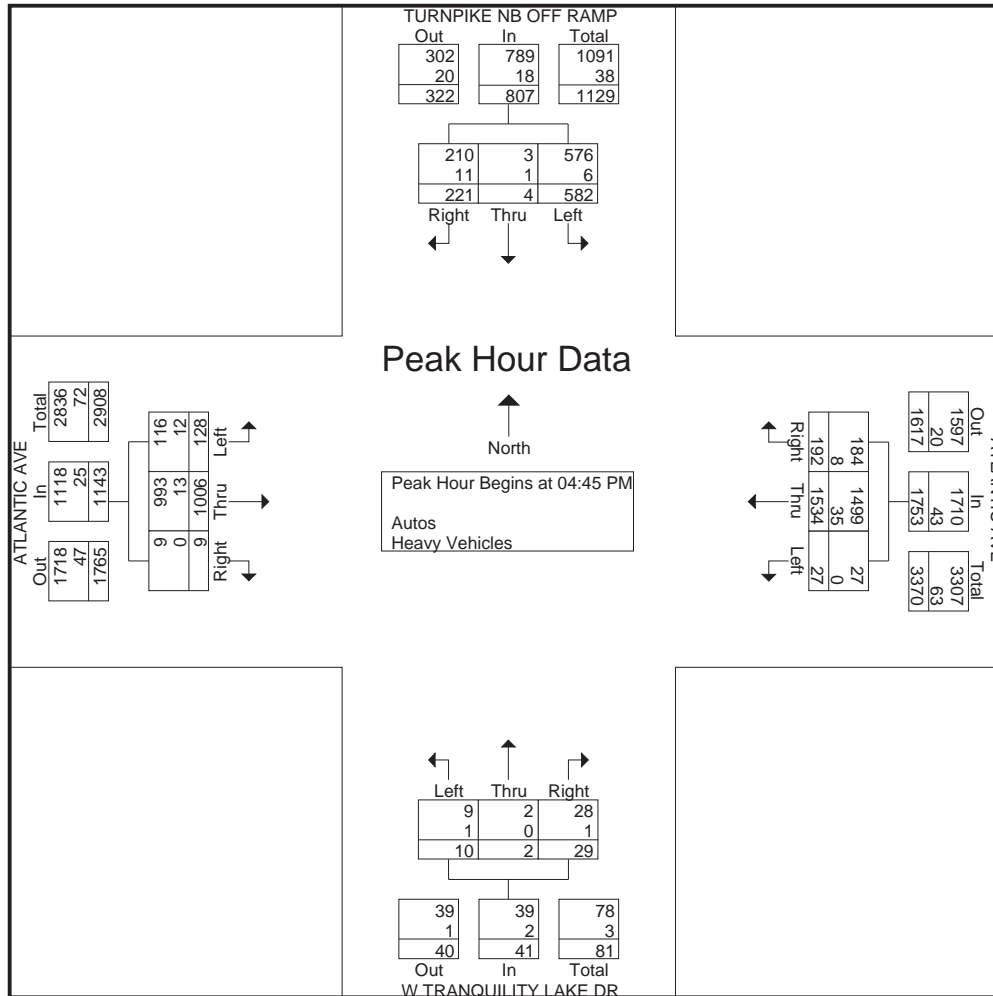 TURNPIKE NB OFF RAMP
Out In Total
302 789 1091
20 18 38
322 807 1129
210 3 576
11 1 6
221 4 582
Right Thru Left
Peak Hour Data
North
Peak Hour Begins at 04:45 PM
Autos
Heavy Vehicles
ATLANTIC AVE
Out In Total
1718 1118 2836
47 25 72
1765 1143 2908
9 993 116
0 13 12
9 1006 128
Right Thru Left
Out In Total
1597 1710 3307
20 43 63
1617 1753 3370
184 1499 27
8 35 0
192 1534 27
Right Thru Left
Left Thru Right
9 2 28
1 0 1
10 2 29
39 39 78
1 2 3
40 41 81
Out In Total
W TRANQUILITY LAKE DR